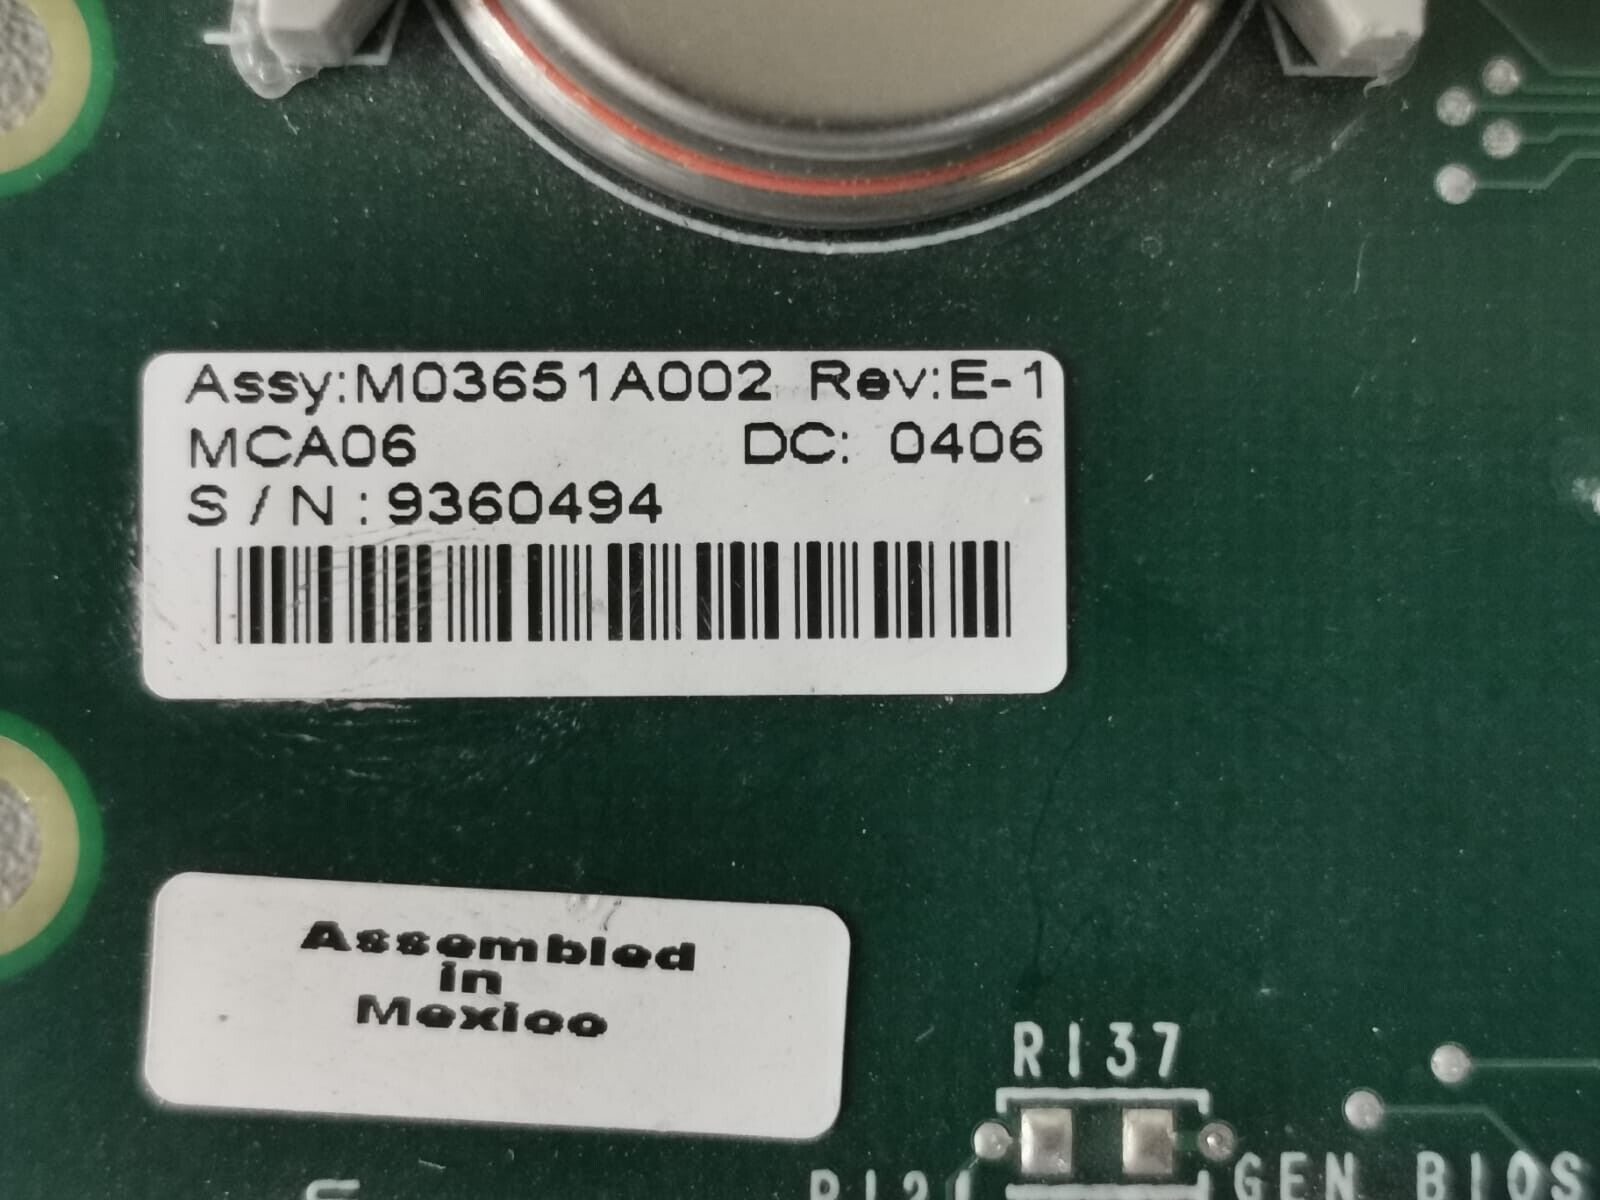 Assy:M03651A002 Rev:E-1
MCA06 DC: 0406
S/N:9360494
Assembled
in
Mexico
R137
GEN BIOS